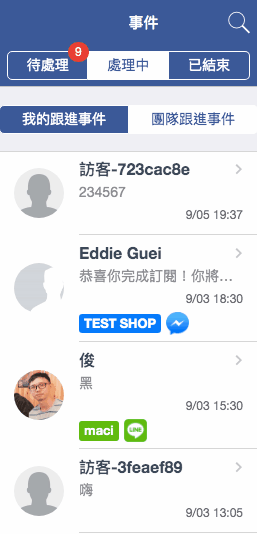 事件
9
待處理 處理中 已結束
我的跟進事件 團隊跟進事件
訪客-723cac8e
234567
9/05 19:37
Eddie Guei
恭喜你完成訂閱！你將…
9/03 18:30
TEST SHOP
俊
黑
9/03 15:30
maci LINE
訪客-3feaef89
嗨
9/03 13:05